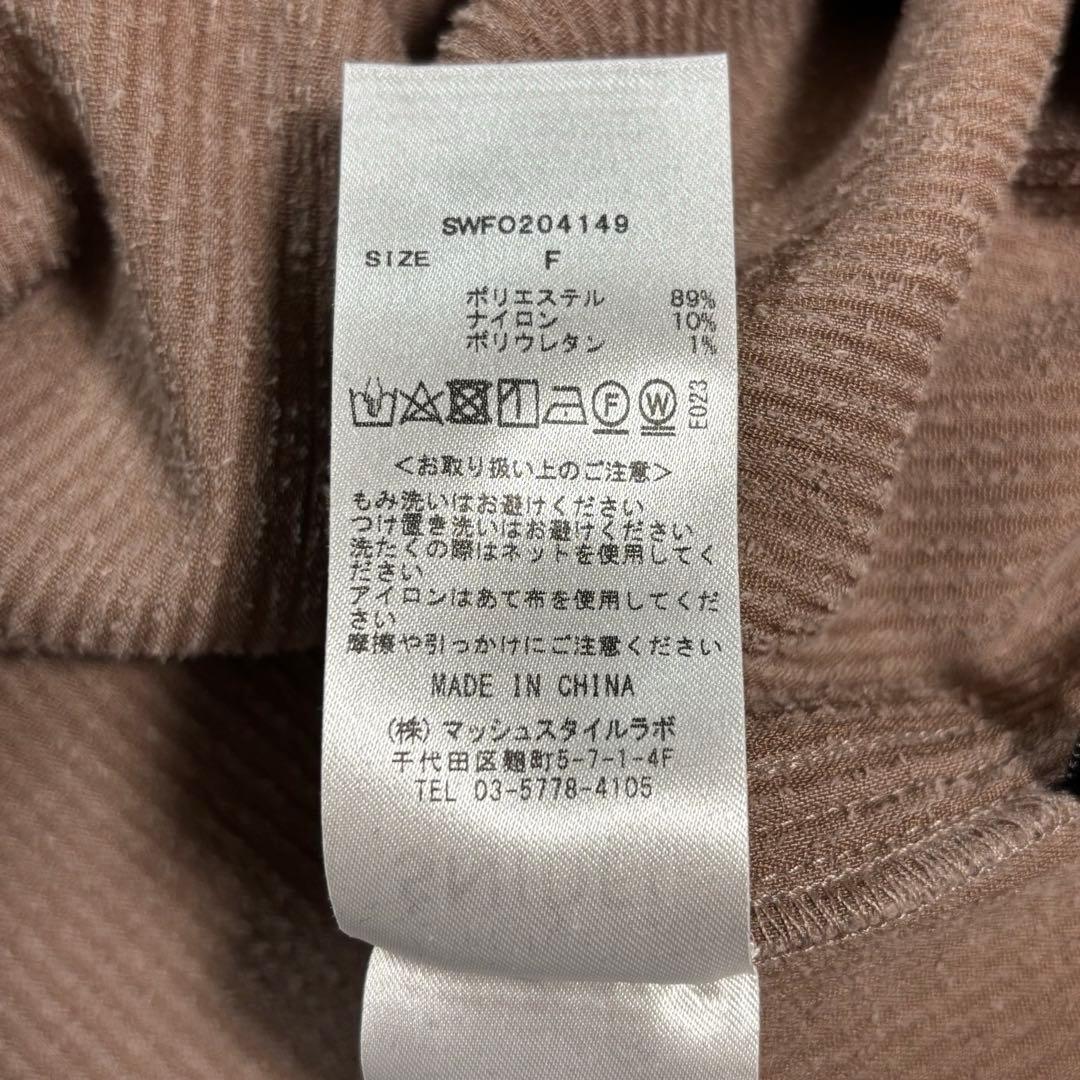 SWFO204149
SIZE F
ポリエステル 89%
ナイロン 10%
ポリウレタン 1%
F W E023
<お取り扱い上のご注意>
もみ洗いはお避けください
つけ置き洗いはお避けください
洗たくの際はネットを使用してく
ださい
アイロンはあて布を使用してくだ
さい
摩擦や引っかけにご注意ください
MADE IN CHINA
(株)マッシュスタイルラボ
千代田区麹町5-7-1-4F
TEL 03-5778-4105